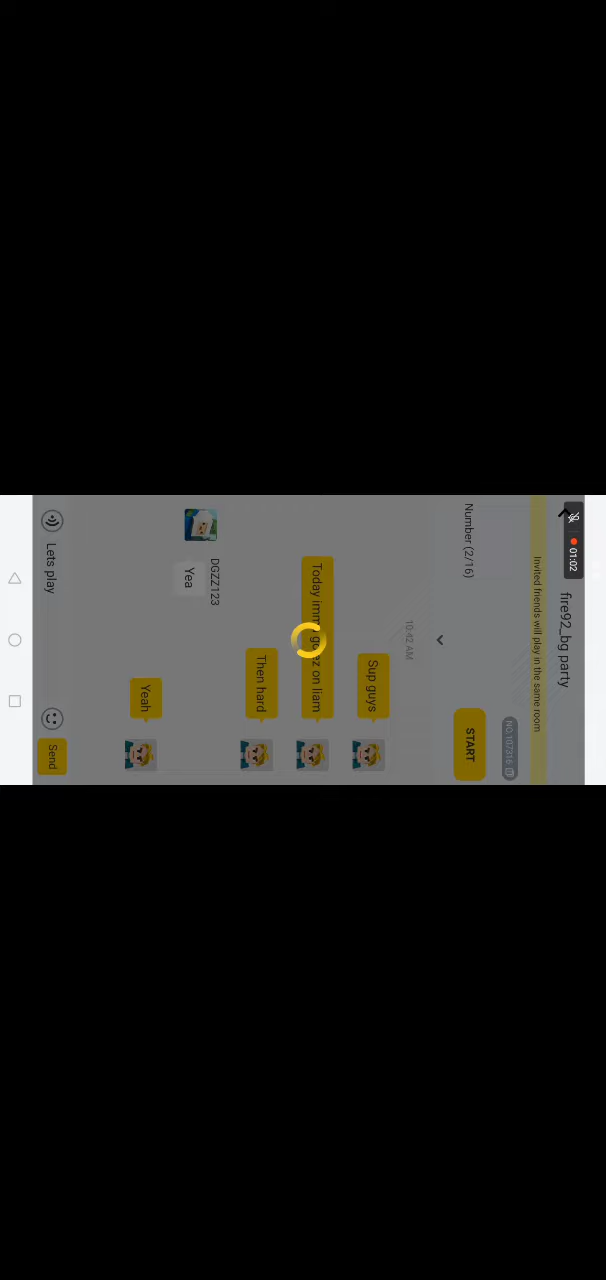 01:02
fire92_bg party
Invited friends will play in the same room
NO.107316
Number (2/16)
START
10:42 AM
Sup guys
Then hard
DGZZ123
Yea
Yeah
Lets play
Send